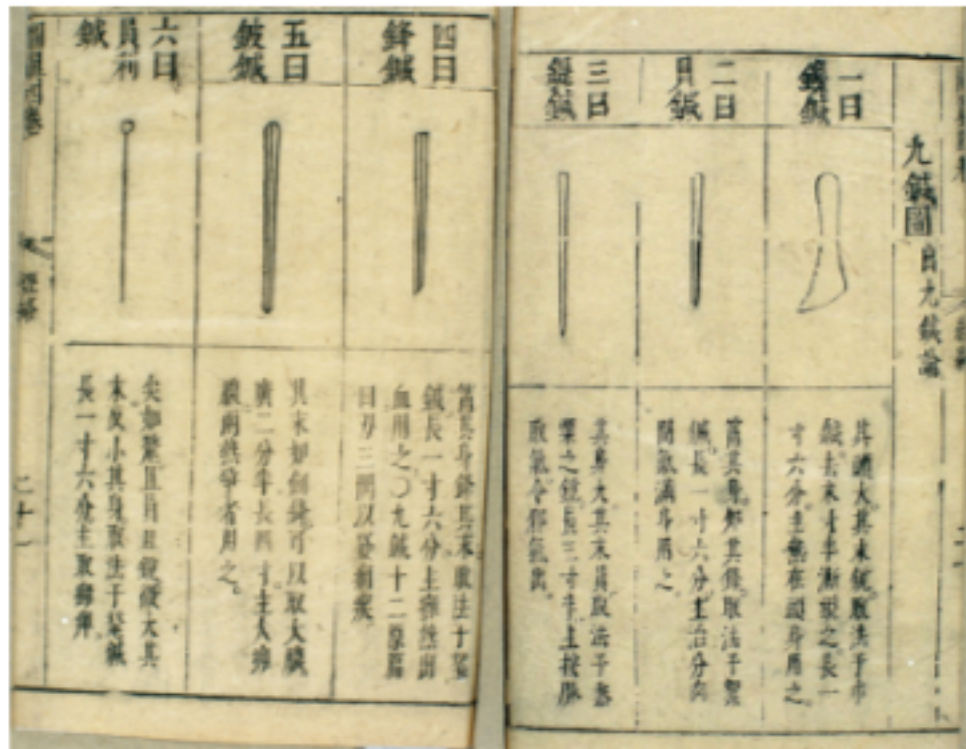 九鍼圖 自九鍼論
一曰
鑱鍼
其頭大其末銳取法于巾
鍼去末寸半漸銳之長一
寸六分主熱在頭身用之
二曰
員鍼
筩其身卵其鋒取法于絮
鍼長一寸六分主治分肉
間氣滿身用之
三曰
鍉鍼
其身大其末員取法于黍
粟之銳長三寸半主按脈
取氣令邪氣出
四曰
鋒鍼
筩其身鋒其末取法于絮
鍼長一寸六分主癰熱出
血用之〇九鍼十二原篇
曰刃三隅以發痼疾
五曰
鈹鍼
其末如劍鋒可以取大膿
廣二分半長四寸主大癰
膿兩熱爭者用之
六曰
員利
鍼
尖如氂且員且銳微大其
末反小其身取法于氂鍼
長一寸六分主取癰痺
四卷
經絡
二十一